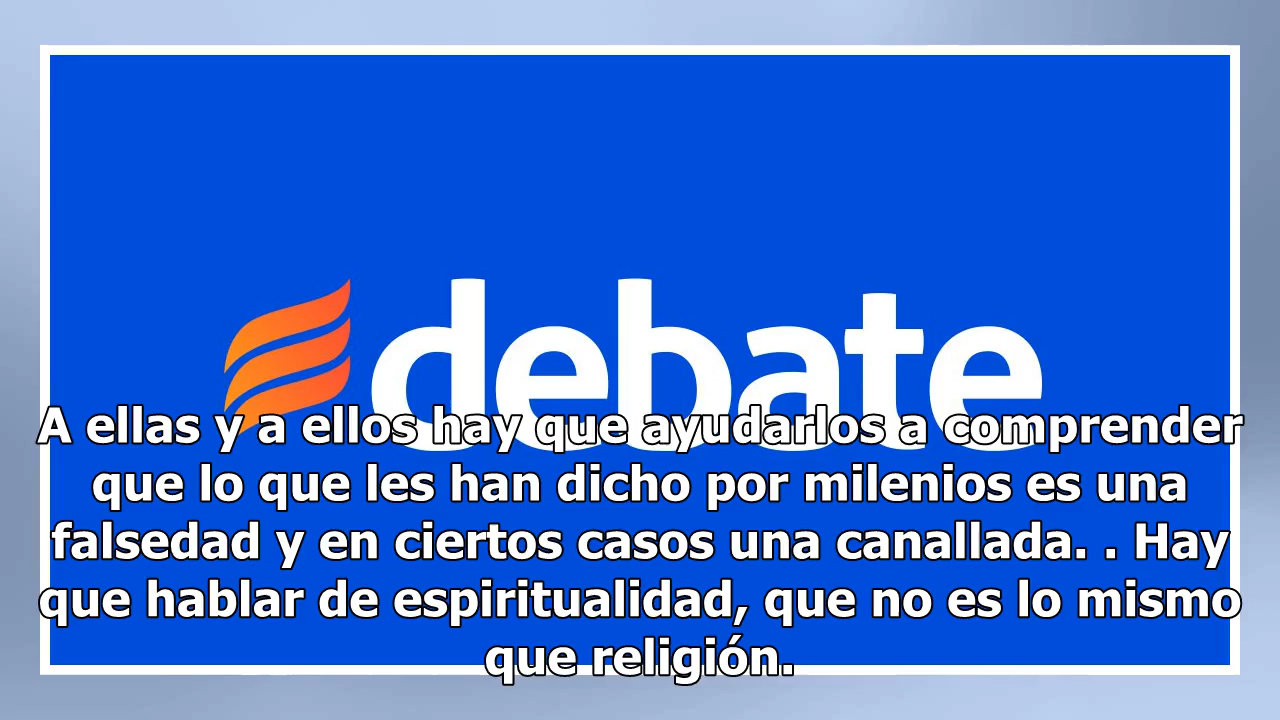 debate
A ellas y a ellos hay que ayudarlos a comprender
que lo que les han dicho por milenios es una
falsedad y en ciertos casos una canallada. . Hay
que hablar de espiritualidad, que no es lo mismo
que religión.